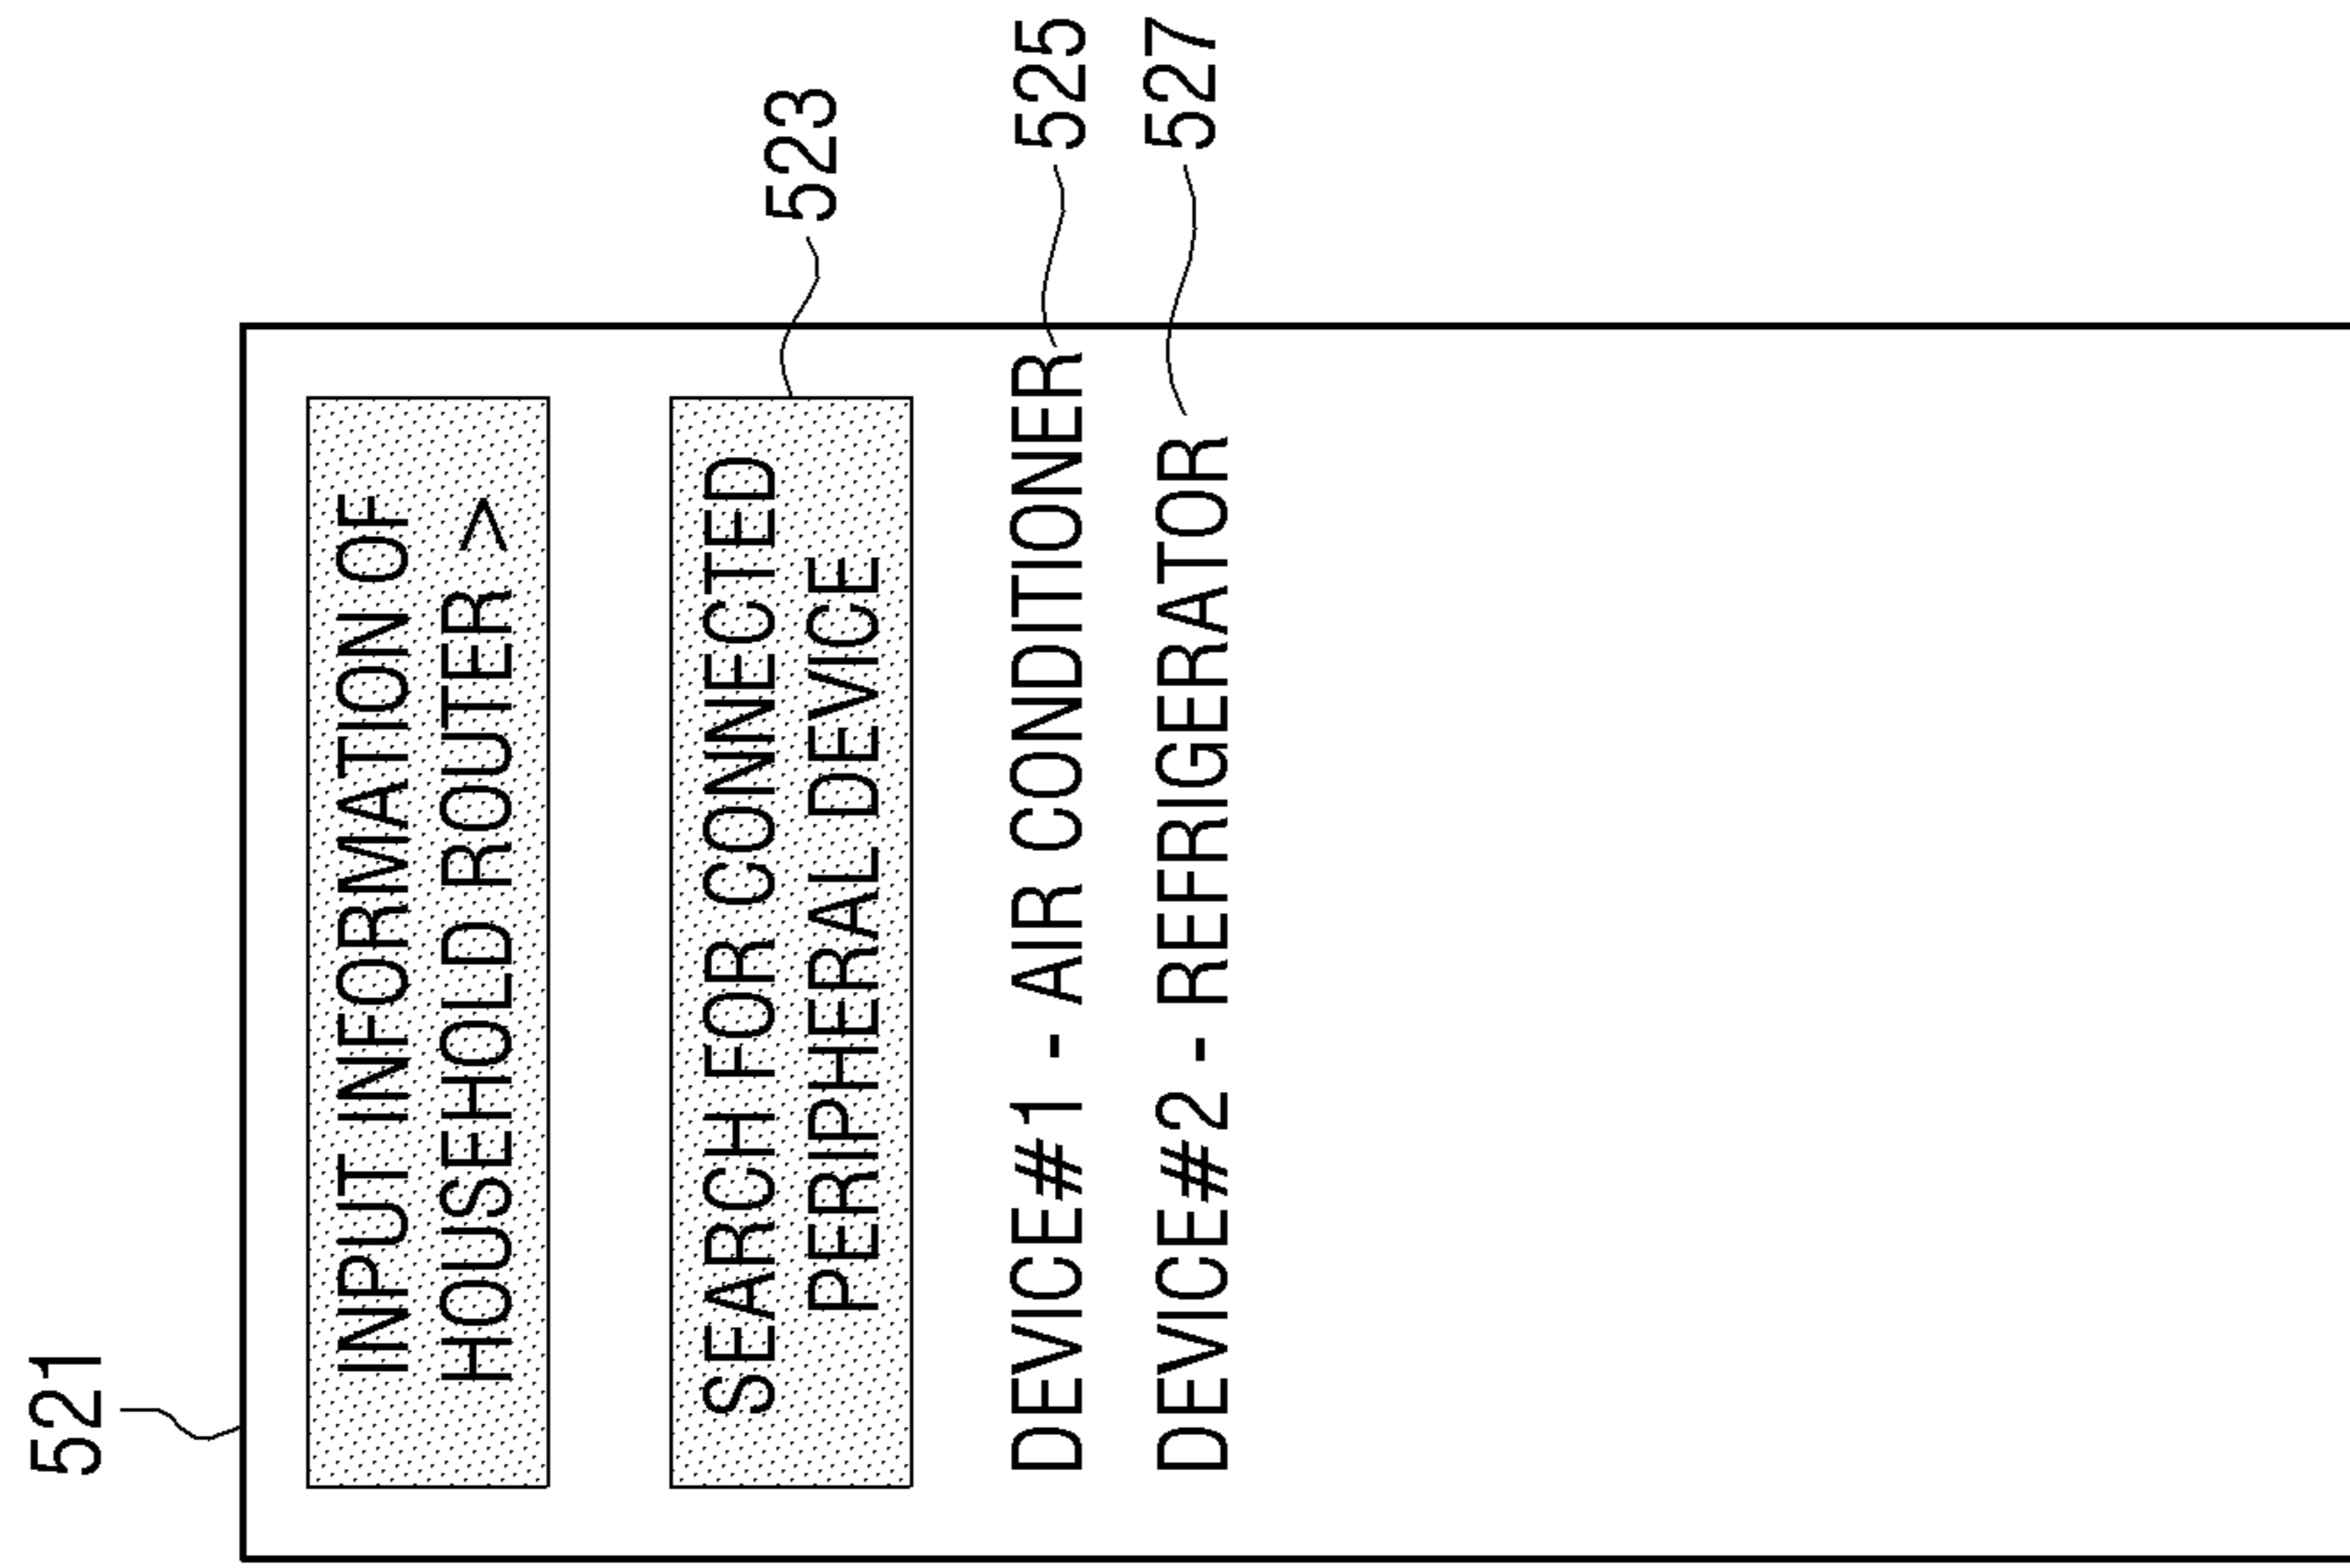 521
INPUT INFORMATION OF
HOUSEHOLD ROUTER >
SEARCH FOR CONNECTED
PERIPHERAL DEVICE
523
DEVICE#1 - AIR CONDITIONER
525
DEVICE#2 - REFRIGERATOR
527